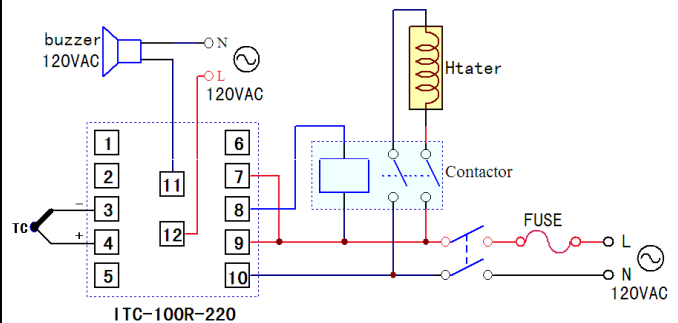 buzzer
120VAC
N
L
120VAC
Htater
Contactor
1
2
3
4
5
6
7
8
9
10
11
12
−
+
TC
FUSE
L
N
120VAC
ITC-100R-220